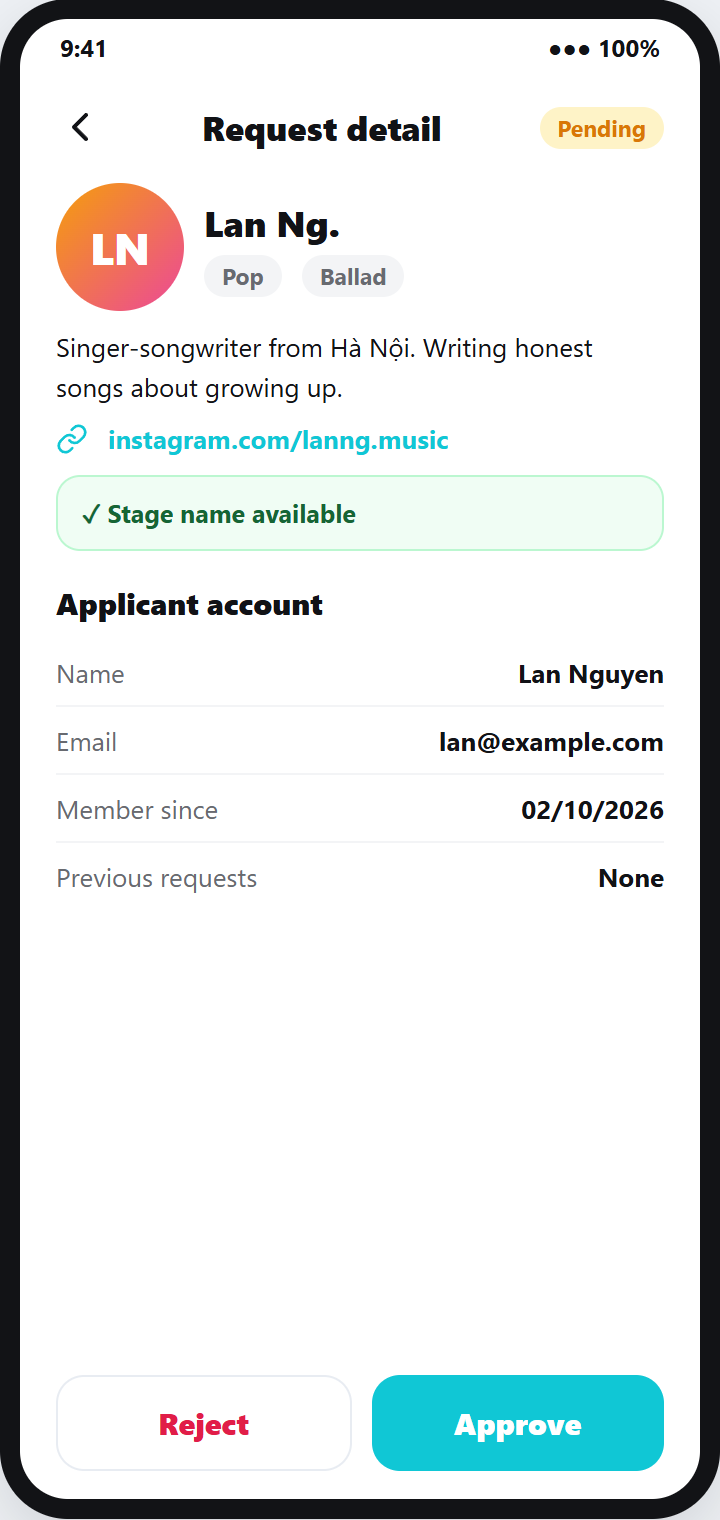 9:41 ●●● 100%
Request detail Pending
LN
Lan Ng.
Pop Ballad
Singer-songwriter from Hà Nội. Writing honest
songs about growing up.
instagram.com/lanng.music
✓ Stage name available
Applicant account
Name Lan Nguyen
Email lan@example.com
Member since 02/10/2026
Previous requests None
Reject Approve